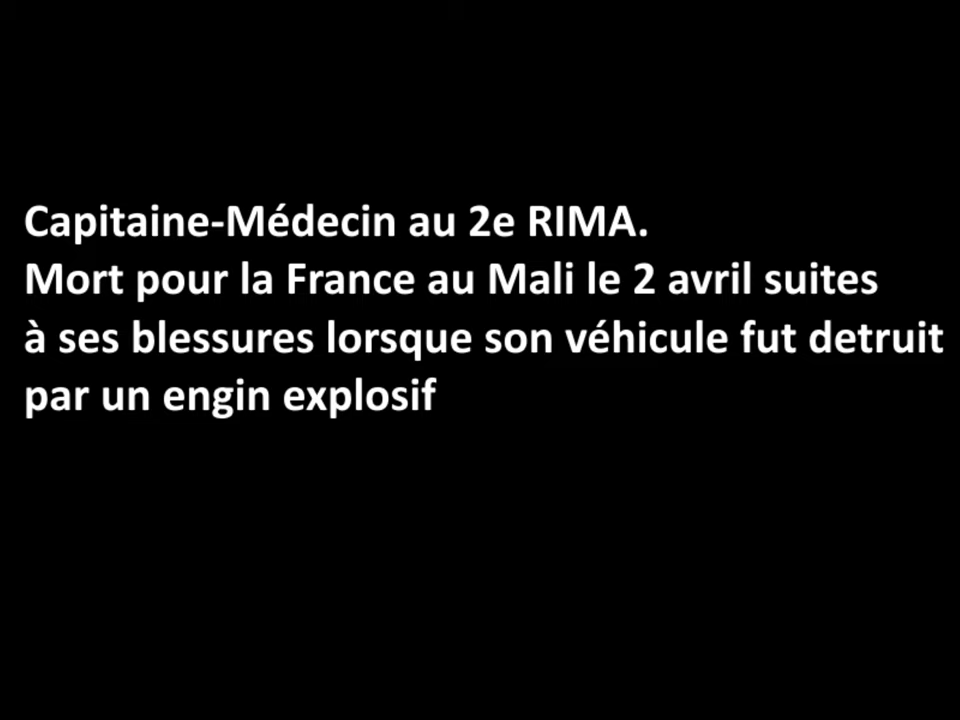 Capitaine-Médecin au 2e RIMA.
Mort pour la France au Mali le 2 avril suites
à ses blessures lorsque son véhicule fut detruit
par un engin explosif